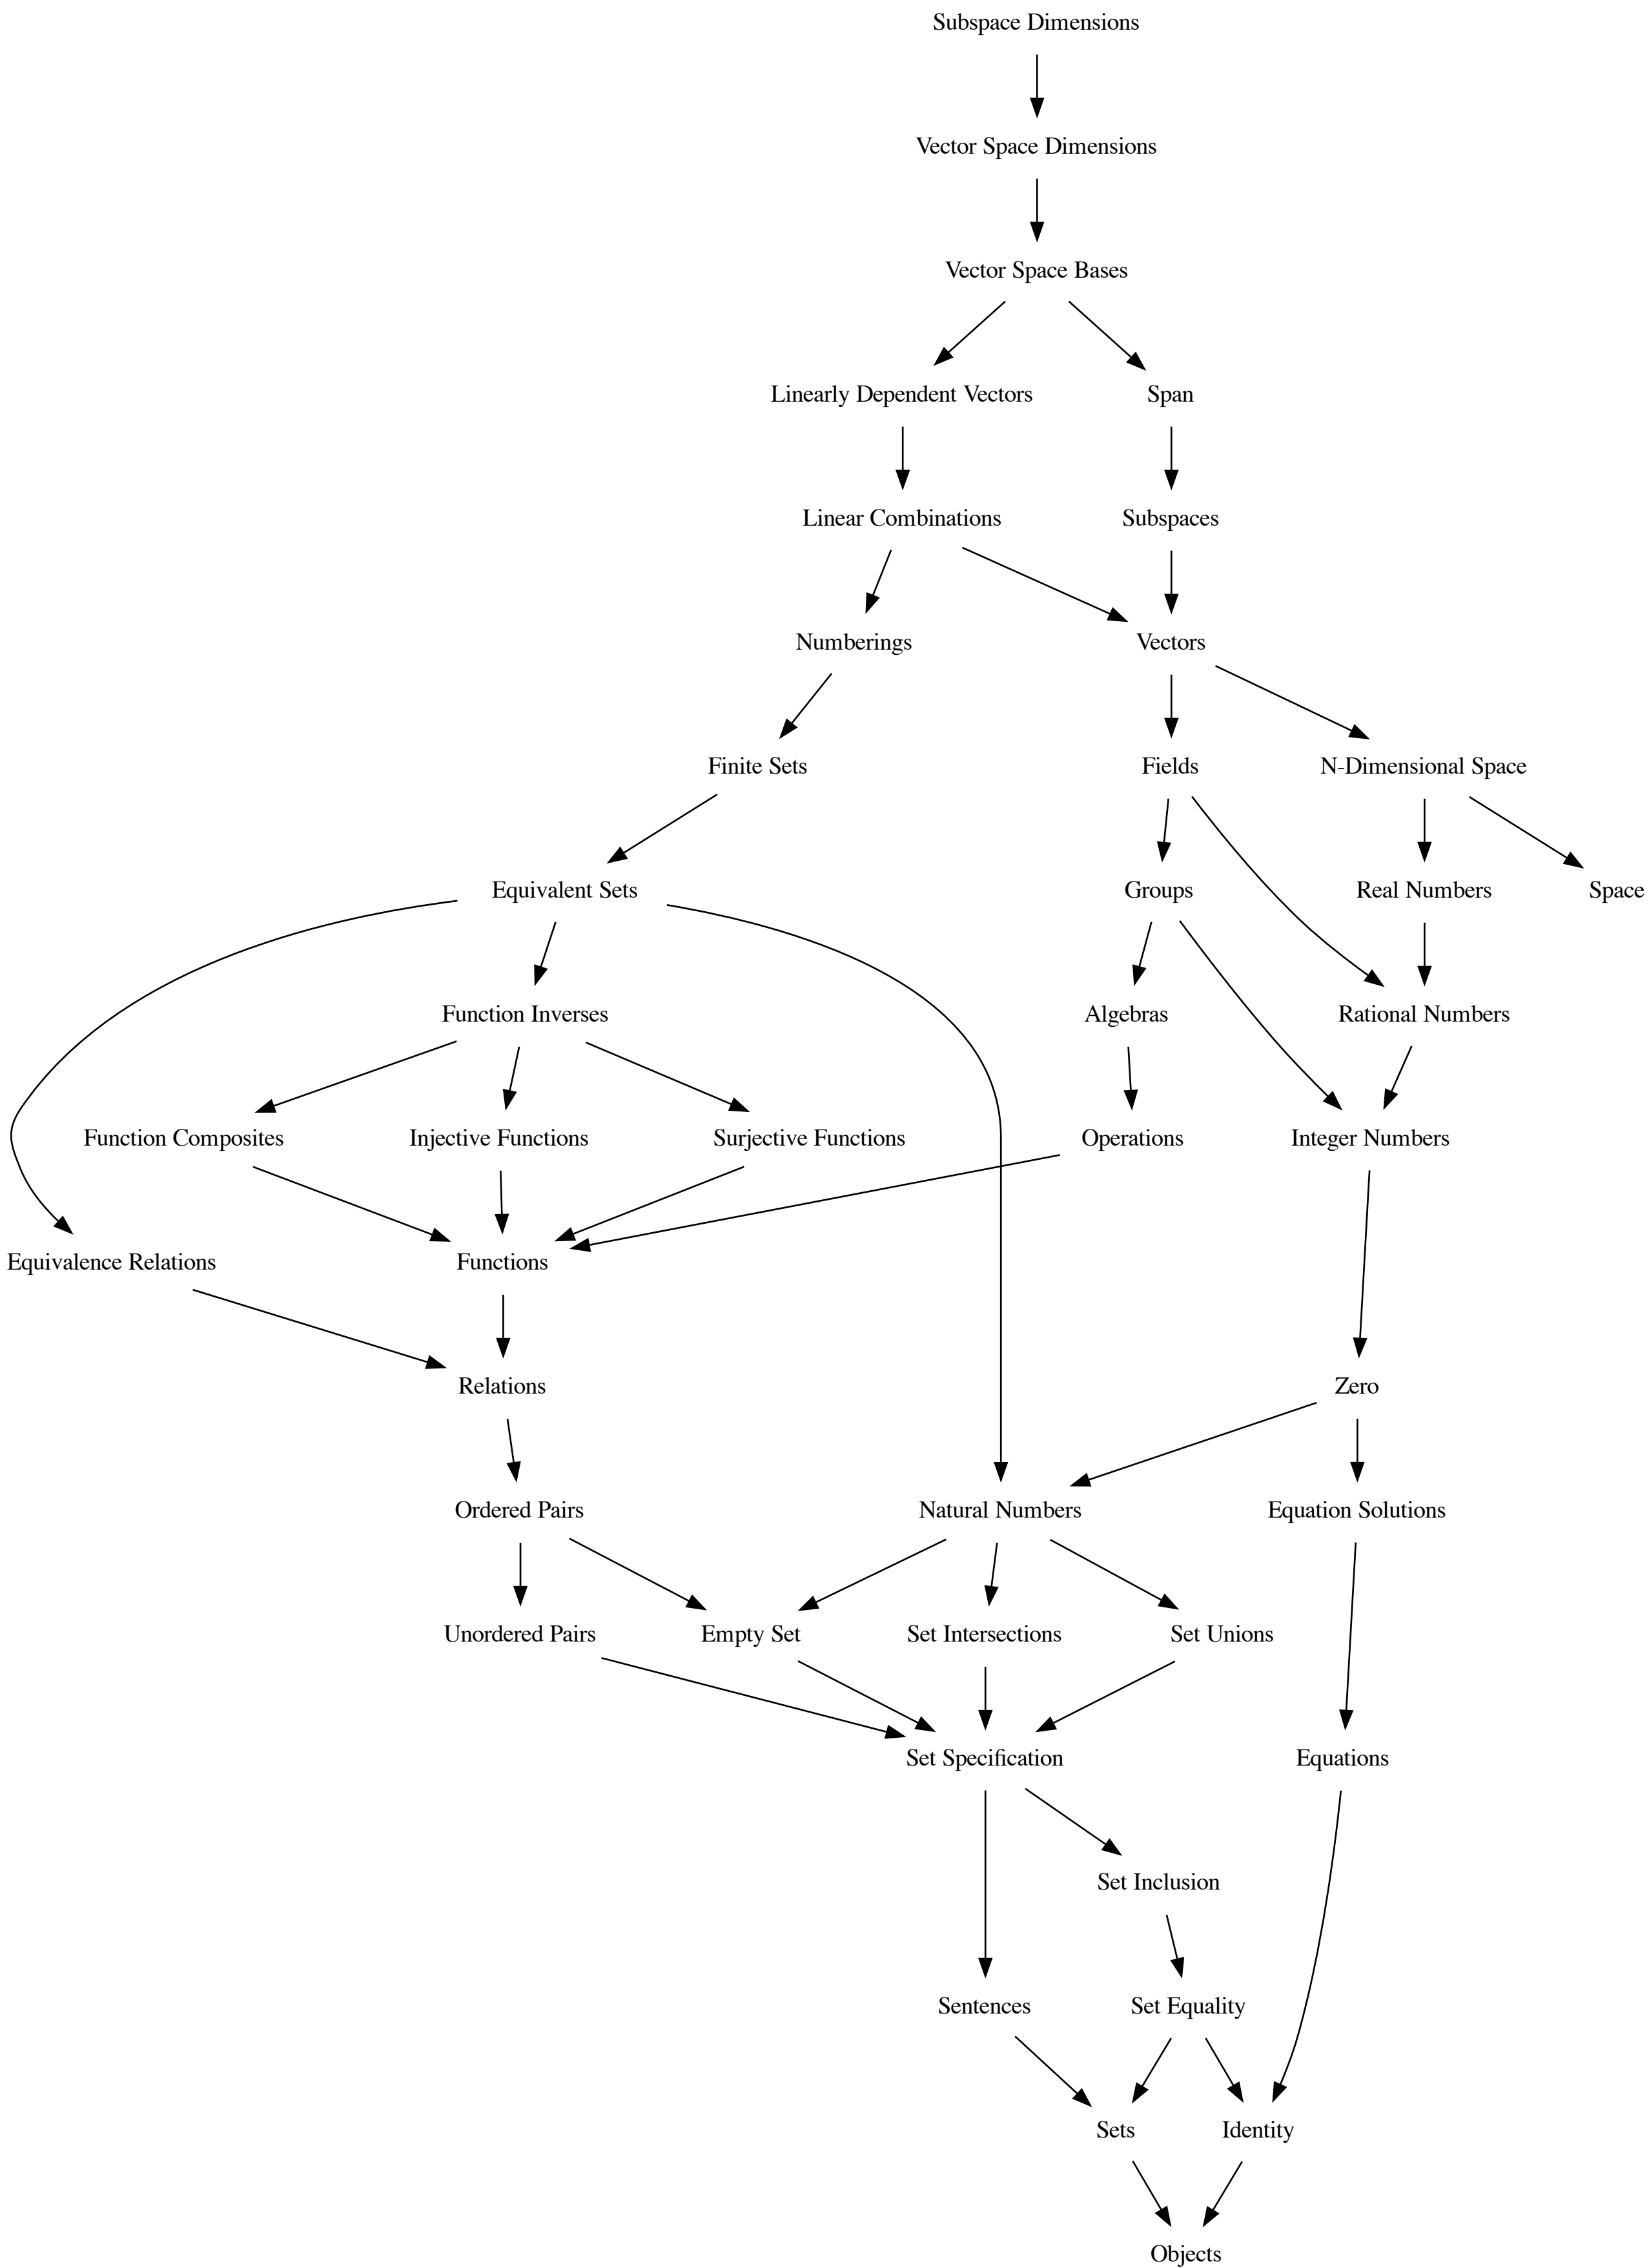 Subspace Dimensions
Vector Space Dimensions
Vector Space Bases
Linearly Dependent Vectors
Span
Linear Combinations
Subspaces
Numberings
Vectors
Finite Sets
Fields
N-Dimensional Space
Equivalent Sets
Groups
Real Numbers
Space
Function Inverses
Algebras
Rational Numbers
Function Composites
Injective Functions
Surjective Functions
Operations
Integer Numbers
Equivalence Relations
Functions
Relations
Zero
Ordered Pairs
Natural Numbers
Equation Solutions
Unordered Pairs
Empty Set
Set Intersections
Set Unions
Set Specification
Equations
Set Inclusion
Sentences
Set Equality
Sets
Identity
Objects